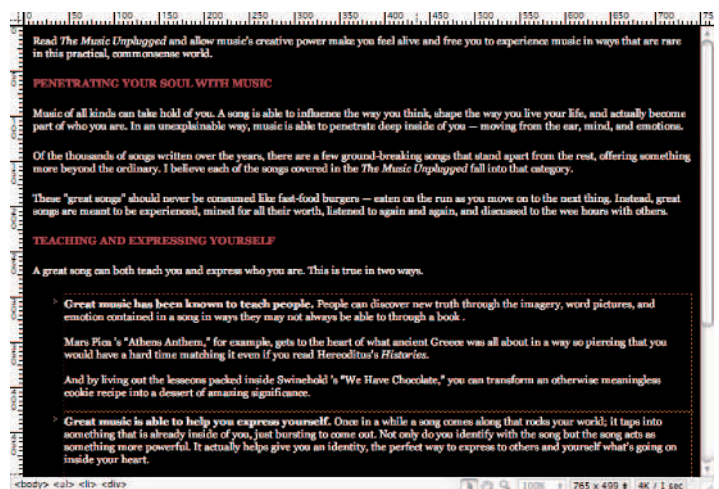 0 50 100 150 200 250 300 350 400 450 500 550 600 650 700 75
Read The Music Unplugged and allow music's creative power make you feel alive and free you to experience music in ways that are rare
in this practical, commonsense world.
PENETRATING YOUR SOUL WITH MUSIC
Music of all kinds can take hold of you. A song is able to influence the way you think, shape the way you live your life, and actually become
part of who you are. In an unexplainable way, music is able to penetrate deep inside of you — moving from the ear, mind, and emotions.
Of the thousands of songs written over the years, there are a few ground-breaking songs that stand apart from the rest, offering something
more beyond the ordinary. I believe each of the songs covered in the The Music Unplugged fall into that category.
These "great songs" should never be consumed like fast-food burgers — eaten on the run as you move on to the next thing. Instead, great
songs are meant to be experienced, mined for all their worth, listened to again and again, and discussed to the wee hours with others.
TEACHING AND EXPRESSING YOURSELF
A great song can both teach you and express who you are. This is true in two ways.
Great music has been known to teach people. People can discover new truth through the imagery, word pictures, and
emotion contained in a song in ways they may not always be able to through a book .
Mars Pica 's "Athens Anthem," for example, gets to the heart of what ancient Greece was all about in a way so piercing that you
would have a hard time matching it even if you read Hereoditus's Histories.
And by living out the lessons packed inside Swinehold 's "We Have Chocolate," you can transform an otherwise meaningless
cookie recipe into a dessert of amazing significance.
Great music is able to help you express yourself. Once in a while a song comes along that rocks your world; it taps into
something that is already inside of you, just bursting to come out. Not only do you identify with the song but the song acts as
something more powerful. It actually helps give you an identity, the perfect way to express to others and yourself what's going on
inside your heart.
<body> <ul> <li> <div> 100% 765 x 499 4K / 1 sec